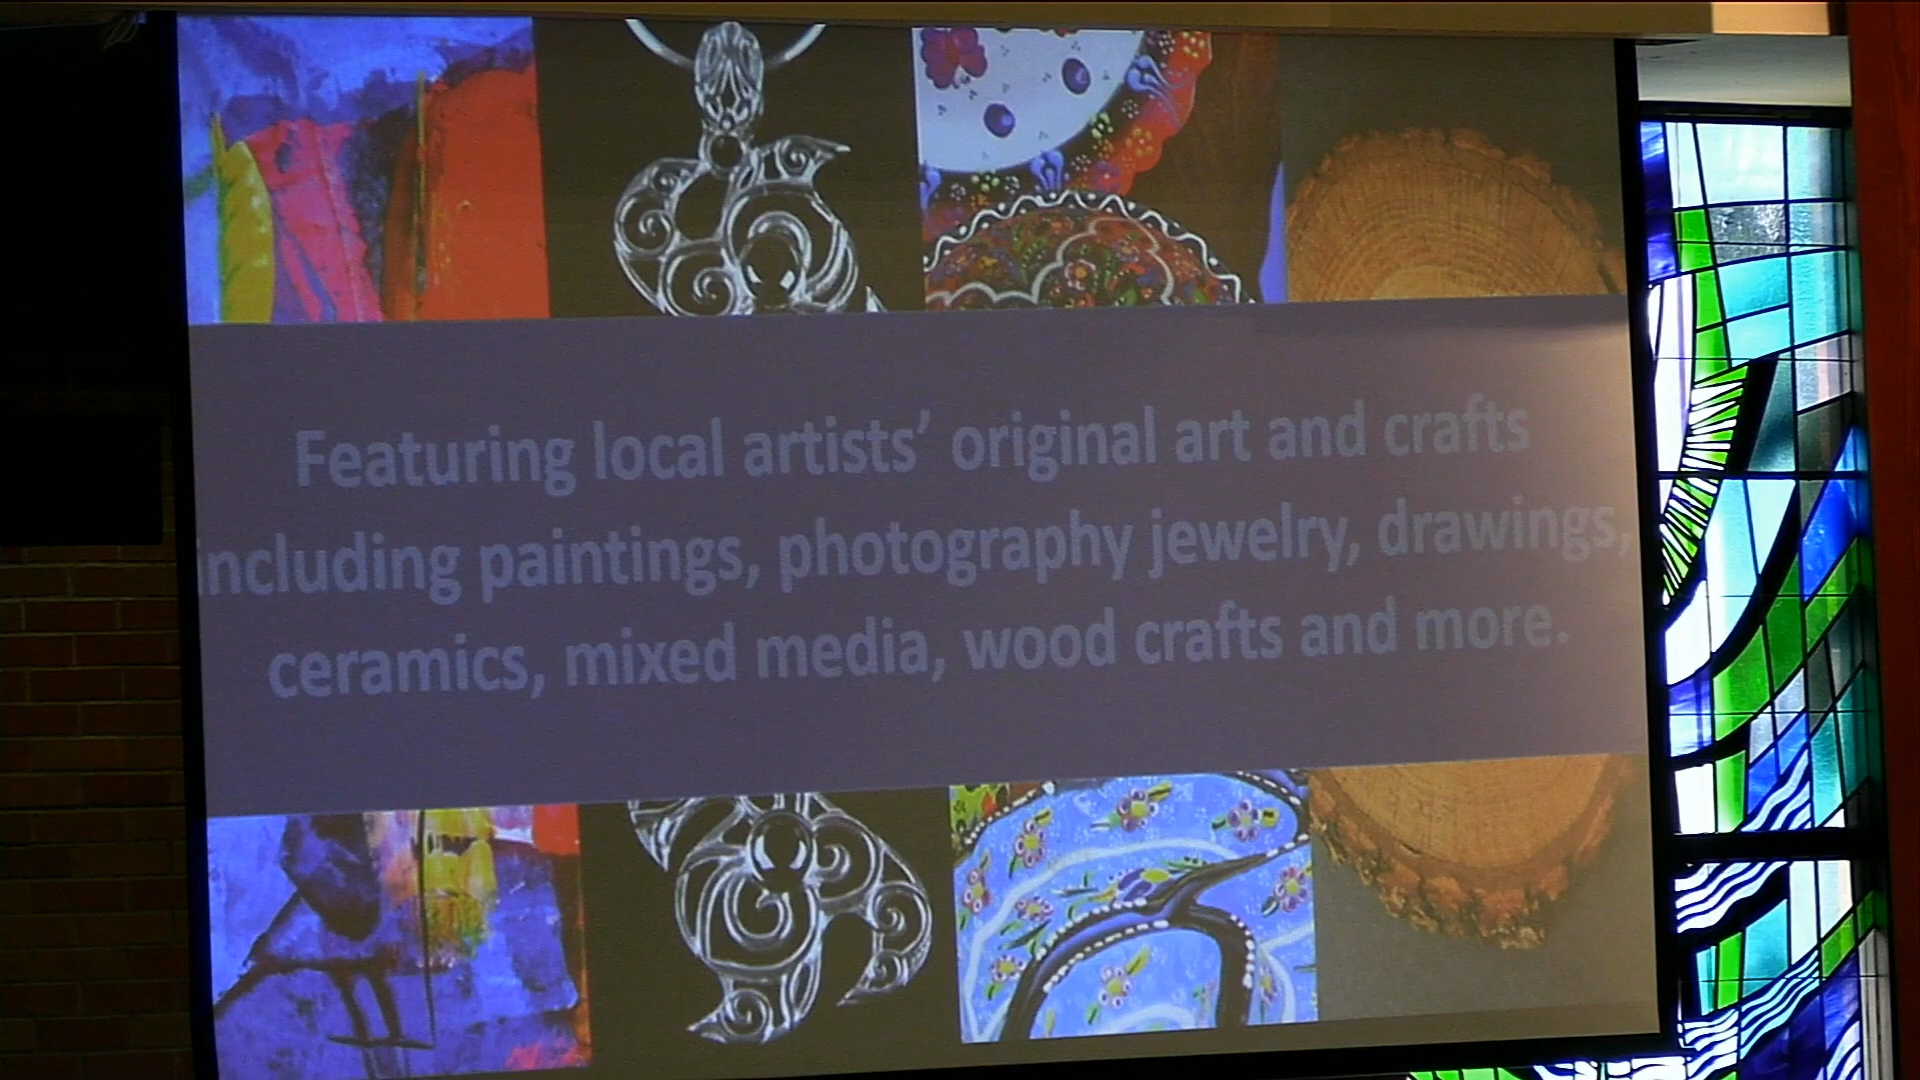 Featuring local artists’ original art and crafts
including paintings, photography jewelry, drawings,
ceramics, mixed media, wood crafts and more.